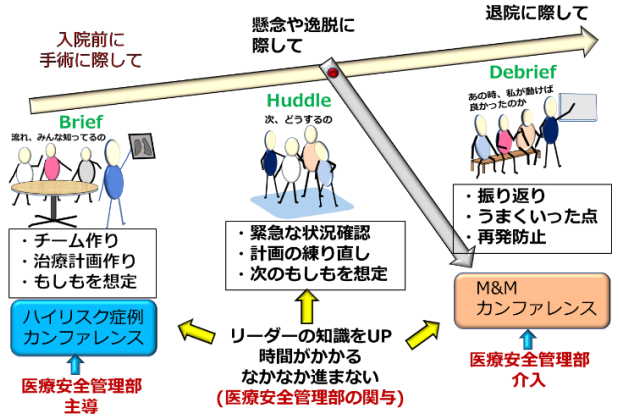 入院前に
手術に際して
懸念や逸脱に
際して
退院に際して
Brief
流れ、みんな知ってるの
Huddle
次、どうするの
Debrief
あの時、私が動けば
良かったのか
・チーム作り
・治療計画作り
・もしもを想定
・緊急な状況確認
・計画の練り直し
・次のもしもを想定
・振り返り
・うまくいった点
・再発防止
ハイリスク症例
カンファレンス
リーダーの知識をUP
時間がかかる
なかなか進まない
(医療安全管理部の関与)
M&M
カンファレンス
医療安全管理部
主導
医療安全管理部
介入